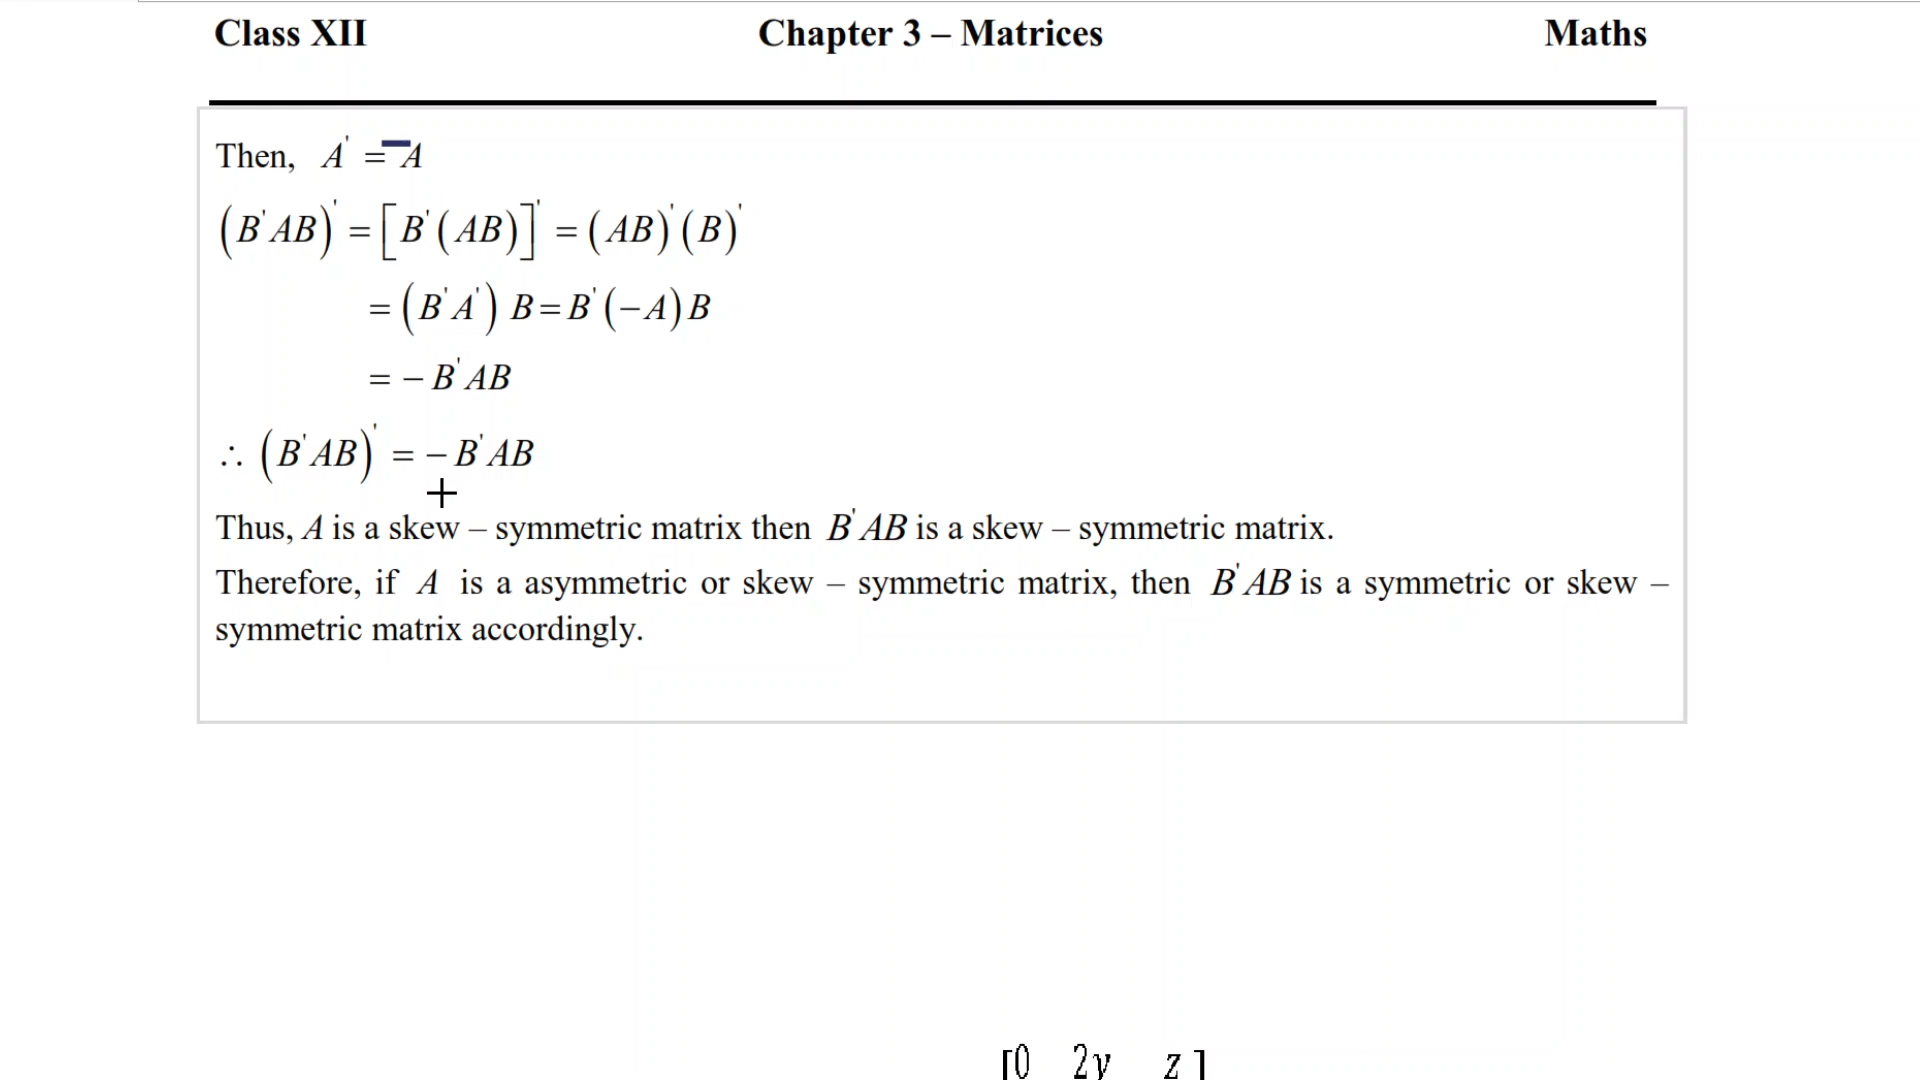 Class XII Chapter 3 – Matrices Maths
Then, A' = -A
(B'AB)' = [B'(AB)]' = (AB)'(B)'
= (B'A') B = B'(−A)B
= − B'AB
∴ (B'AB)' = − B'AB
Thus, A is a skew – symmetric matrix then B'AB is a skew – symmetric matrix.
Therefore, if A is a asymmetric or skew – symmetric matrix, then B'AB is a symmetric or skew –
symmetric matrix accordingly.
[0 2y z]